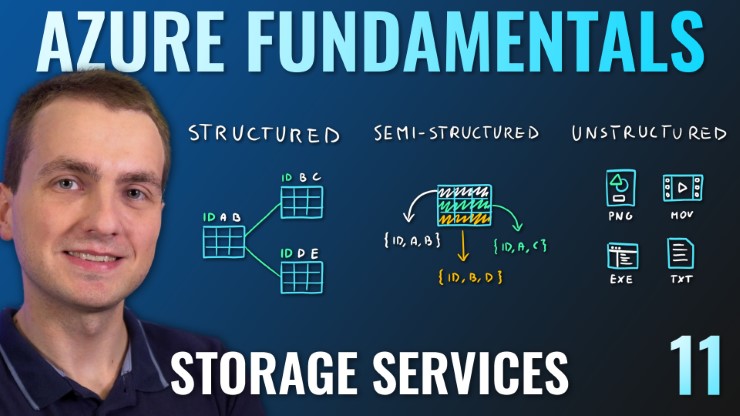 AZURE FUNDAMENTALS
STRUCTURED
SEMI-STRUCTURED
UNSTRUCTURED
ID B C
ID A B
ID D E
{ID, A, B}
{ID, A, C}
{ID, B, D}
PNG
MOV
EXE
TXT
STORAGE SERVICES
11